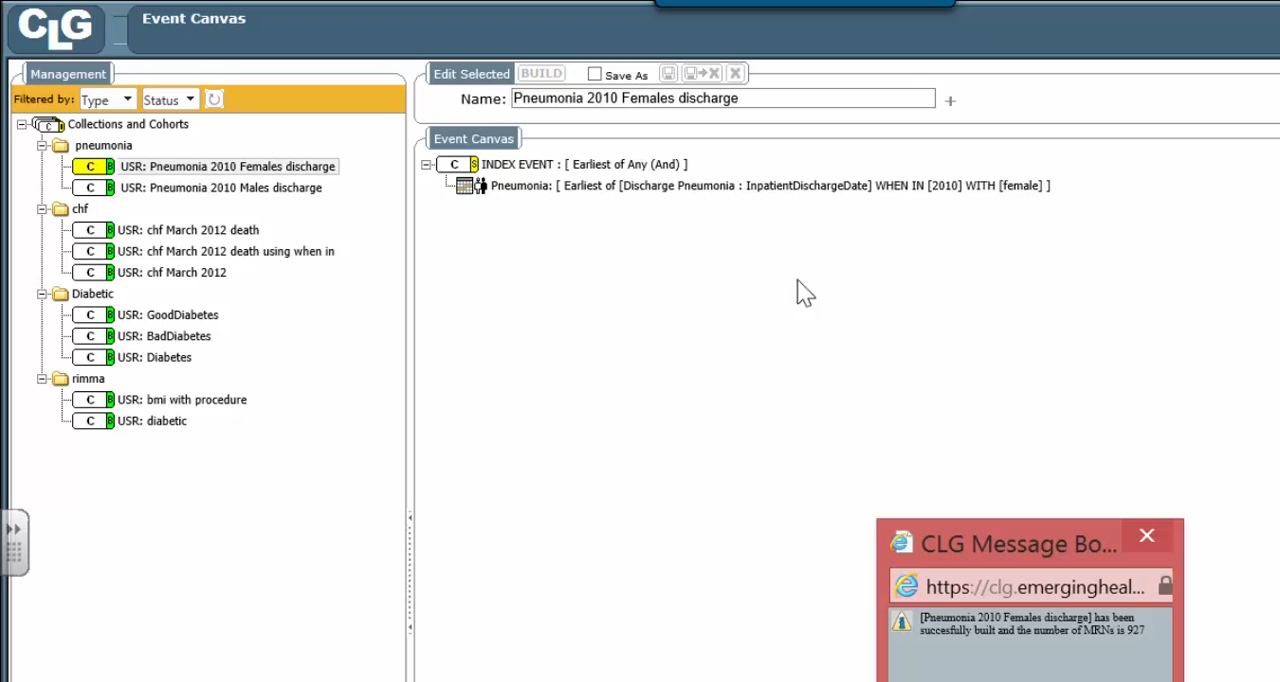 CLG
Event Canvas
Management
Filtered by: Type Status
Collections and Cohorts
pneumonia
C B USR: Pneumonia 2010 Females discharge
C B USR: Pneumonia 2010 Males discharge
chf
C B USR: chf March 2012 death
C B USR: chf March 2012 death using when in
C B USR: chf March 2012
Diabetic
C B USR: GoodDiabetes
C B USR: BadDiabetes
C B USR: Diabetes
rimma
C B USR: bmi with procedure
C B USR: diabetic
Edit Selected BUILD Save As
Name: Pneumonia 2010 Females discharge +
Event Canvas
C S INDEX EVENT : [ Earliest of Any (And) ]
Pneumonia: [ Earliest of [Discharge Pneumonia : InpatientDischargeDate] WHEN IN [2010] WITH [female] ]
CLG Message Bo...
https://clg.emergingheal...
[Pneumonia 2010 Females discharge] has been
succesfully built and the number of MRNs is 927